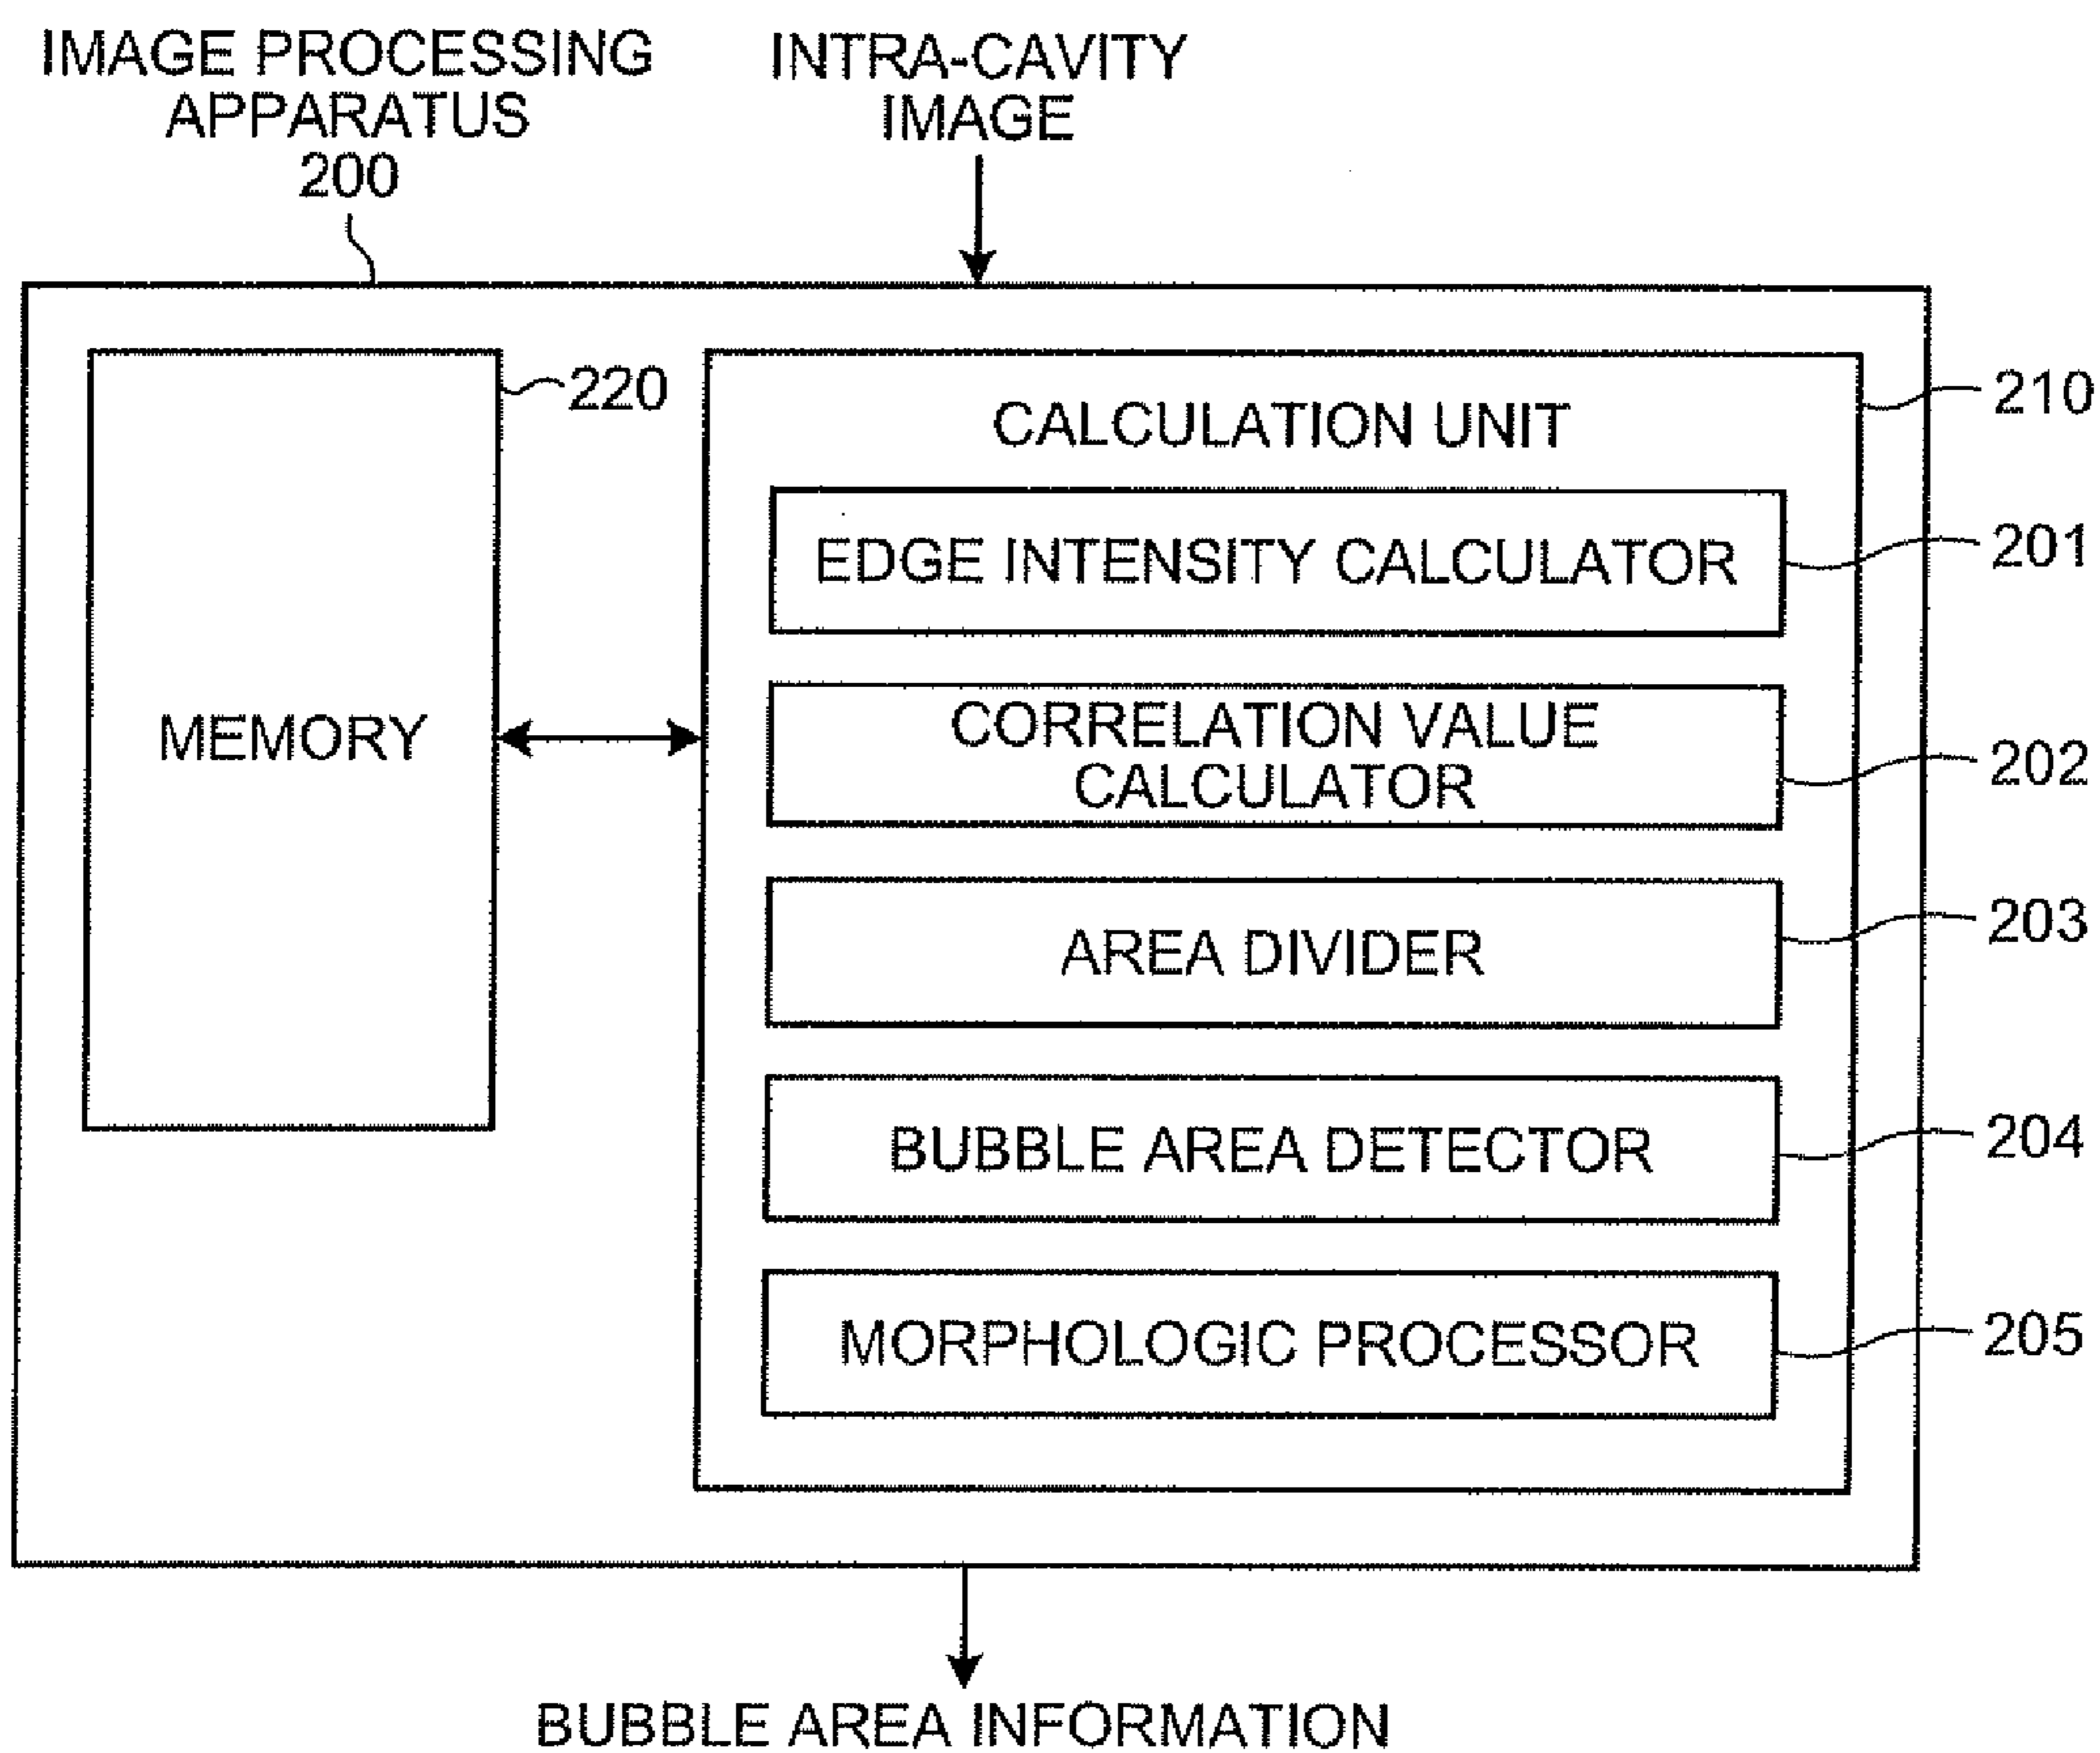 IMAGE PROCESSING
APPARATUS
200
INTRA-CAVITY
IMAGE
220
MEMORY
CALCULATION UNIT
210
EDGE INTENSITY CALCULATOR
201
CORRELATION VALUE
CALCULATOR
202
AREA DIVIDER
203
BUBBLE AREA DETECTOR
204
MORPHOLOGIC PROCESSOR
205
BUBBLE AREA INFORMATION